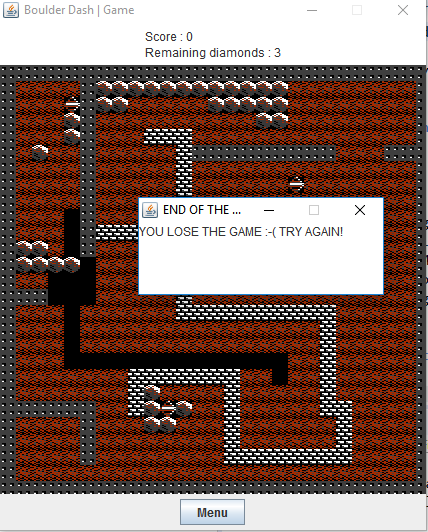 Boulder Dash | Game
Score : 0
Remaining diamonds : 3
END OF THE ...
YOU LOSE THE GAME :-( TRY AGAIN!
Menu